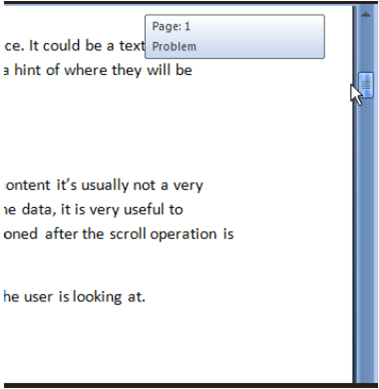 Page: 1
Problem
ce. It could be a text
a hint of where they will be
ontent it's usually not a very
ne data, it is very useful to
oned after the scroll operation is
he user is looking at.